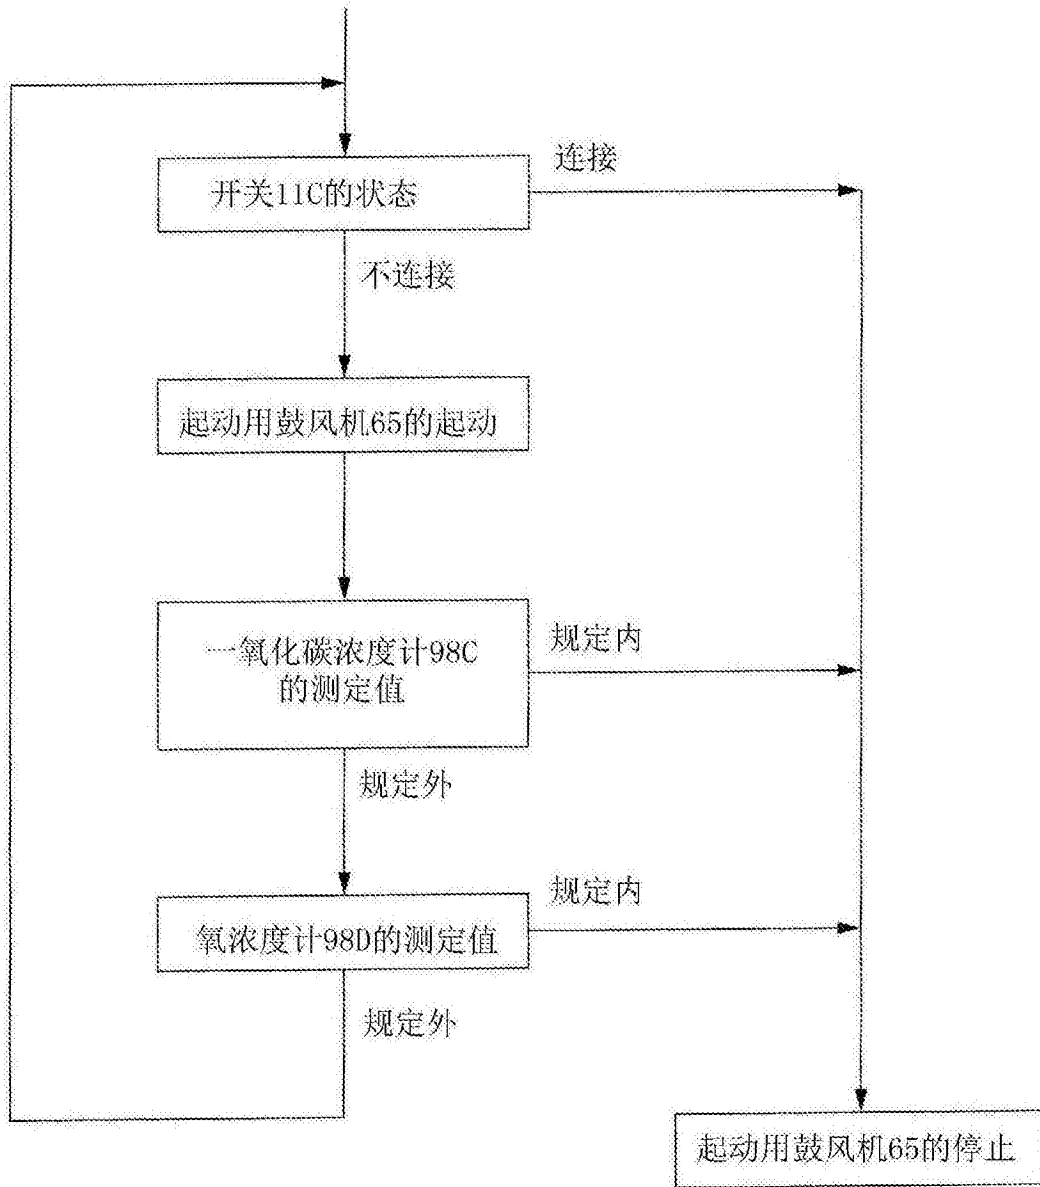 连接
开关11C的状态
不连接
起动用鼓风机65的起动
规定内
一氧化碳浓度计98C
的测定值
规定外
规定内
氧浓度计98D的测定值
规定外
起动用鼓风机65的停止